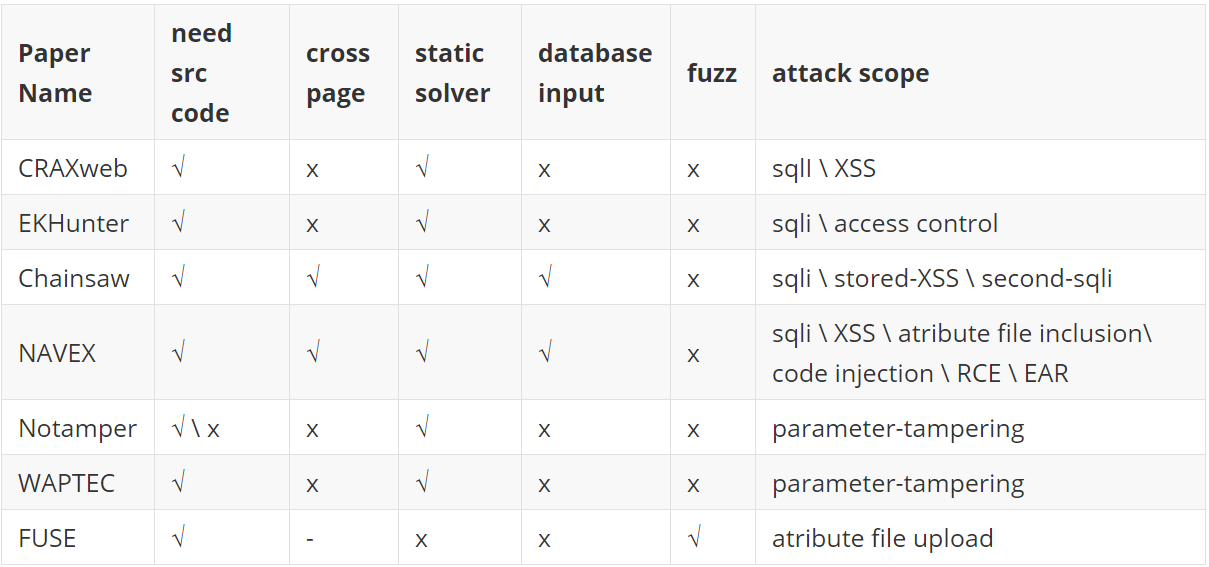 Paper Name need src code cross page static solver database input fuzz attack scope
CRAXweb √ x √ x x sqlI \ XSS
EKHunter √ x √ x x sqli \ access control
Chainsaw √ √ √ √ x sqli \ stored-XSS \ second-sqli
NAVEX √ √ √ √ x sqli \ XSS \ atribute file inclusion\
code injection \ RCE \ EAR
Notamper √ \ x x √ x x parameter-tampering
WAPTEC √ x √ x x parameter-tampering
FUSE √ - x x √ atribute file upload